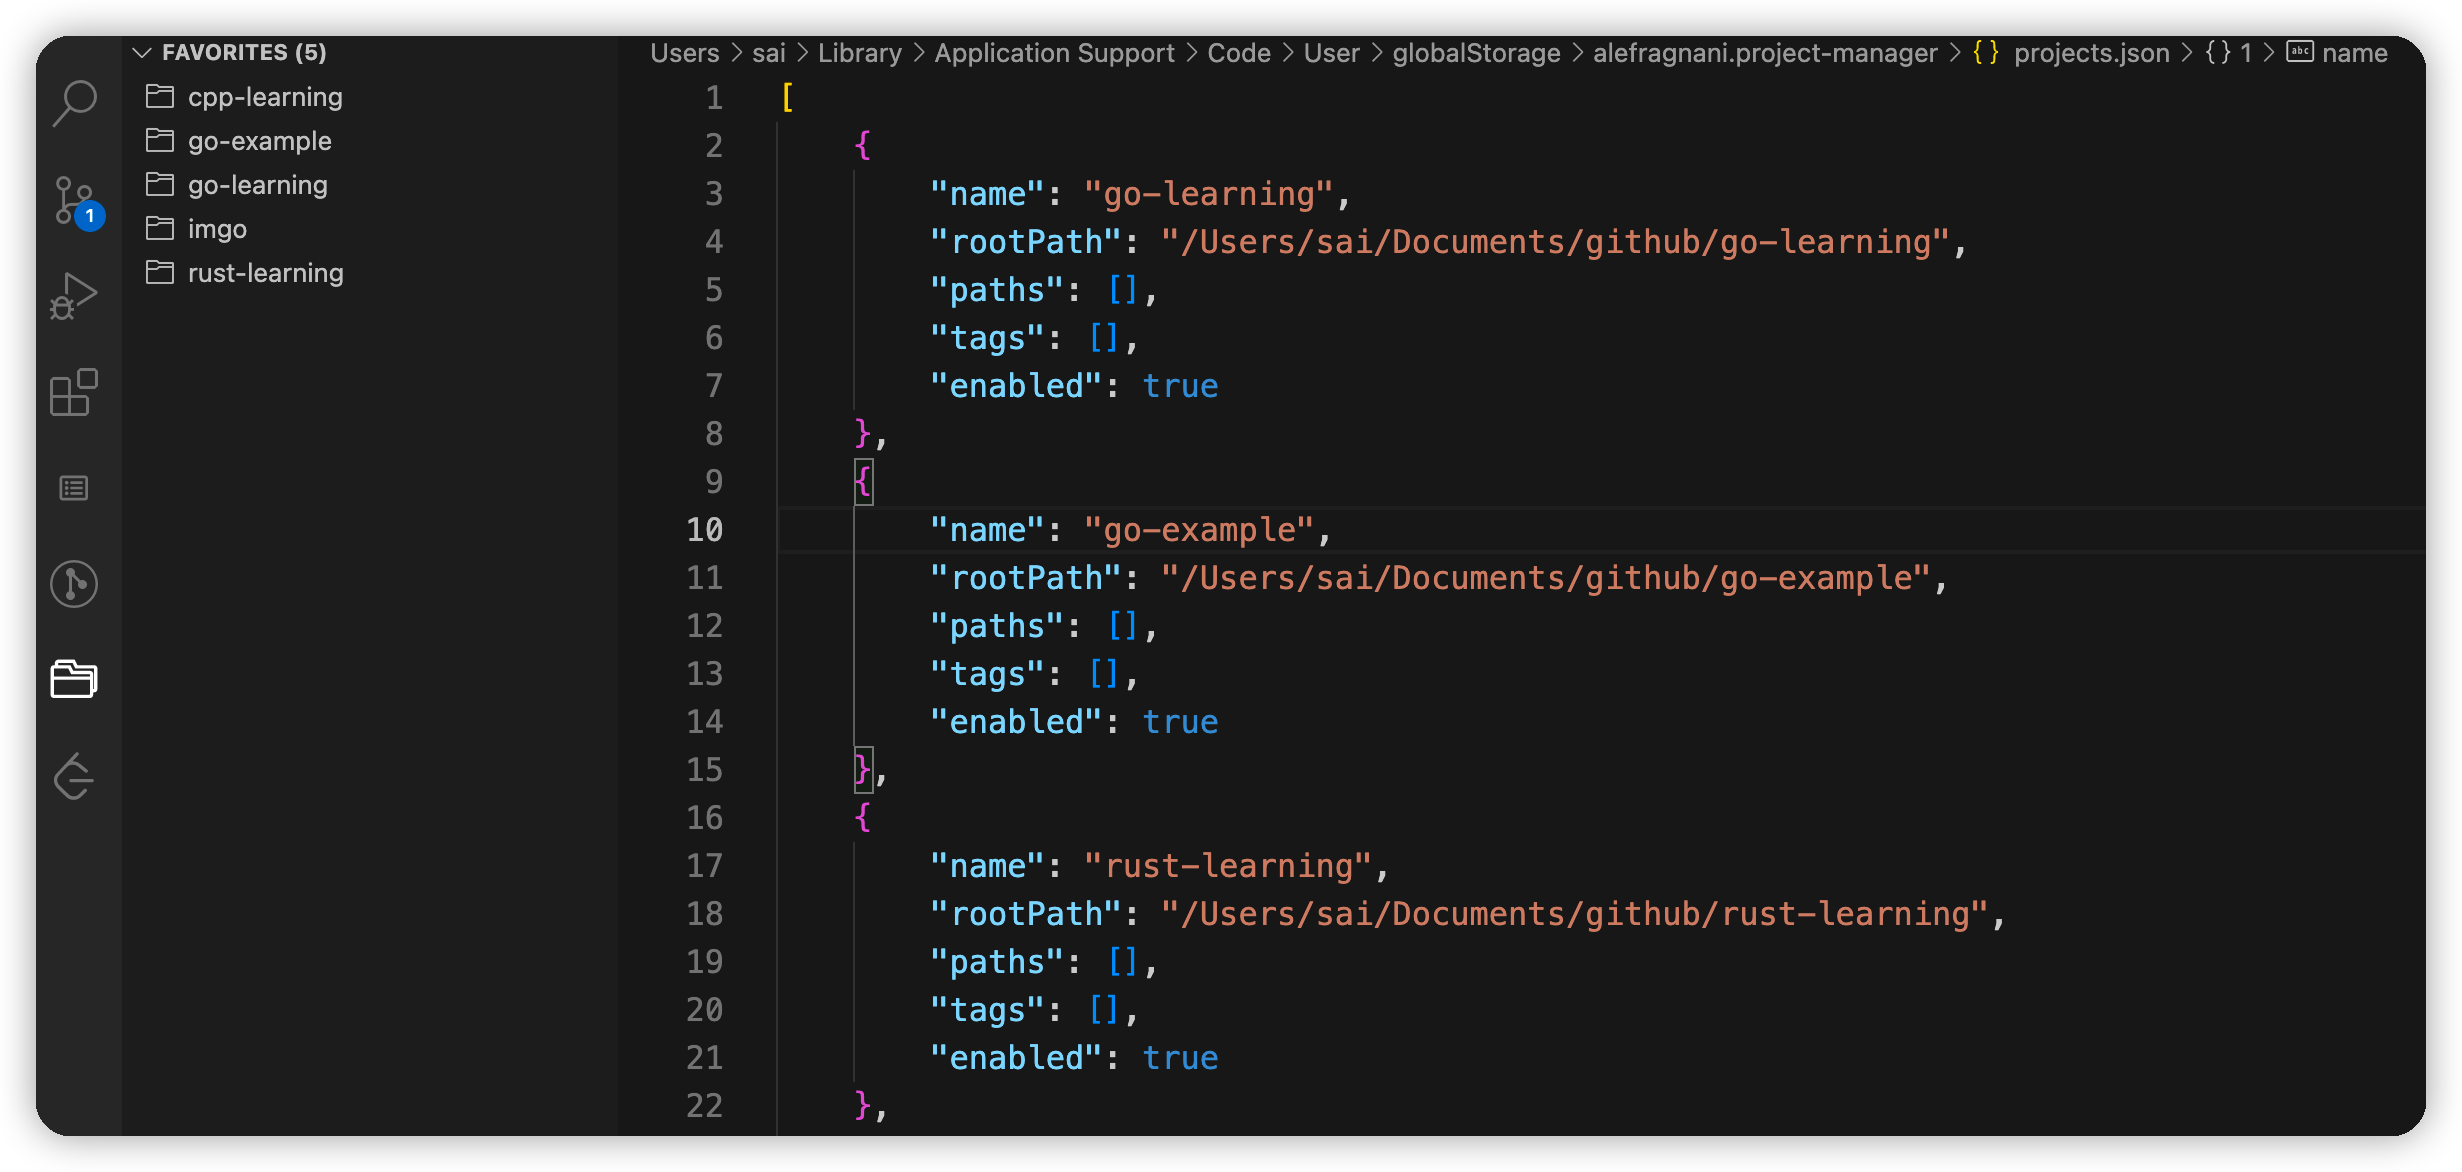 FAVORITES (5)
cpp-learning
go-example
go-learning
imgo
rust-learning
1
Users > sai > Library > Application Support > Code > User > globalStorage > alefragnani.project-manager > {} projects.json > {} 1 > abc name
1 [
2 {
3 "name": "go-learning",
4 "rootPath": "/Users/sai/Documents/github/go-learning",
5 "paths": [],
6 "tags": [],
7 "enabled": true
8 },
9 {
10 "name": "go-example",
11 "rootPath": "/Users/sai/Documents/github/go-example",
12 "paths": [],
13 "tags": [],
14 "enabled": true
15 },
16 {
17 "name": "rust-learning",
18 "rootPath": "/Users/sai/Documents/github/rust-learning",
19 "paths": [],
20 "tags": [],
21 "enabled": true
22 },